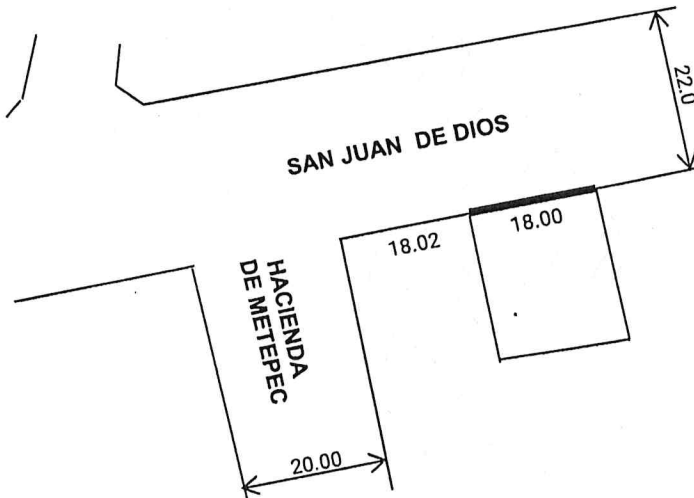 22.0
SAN JUAN DE DIOS
18.02
18.00
HACIENDA
DE METEPEC
20.00